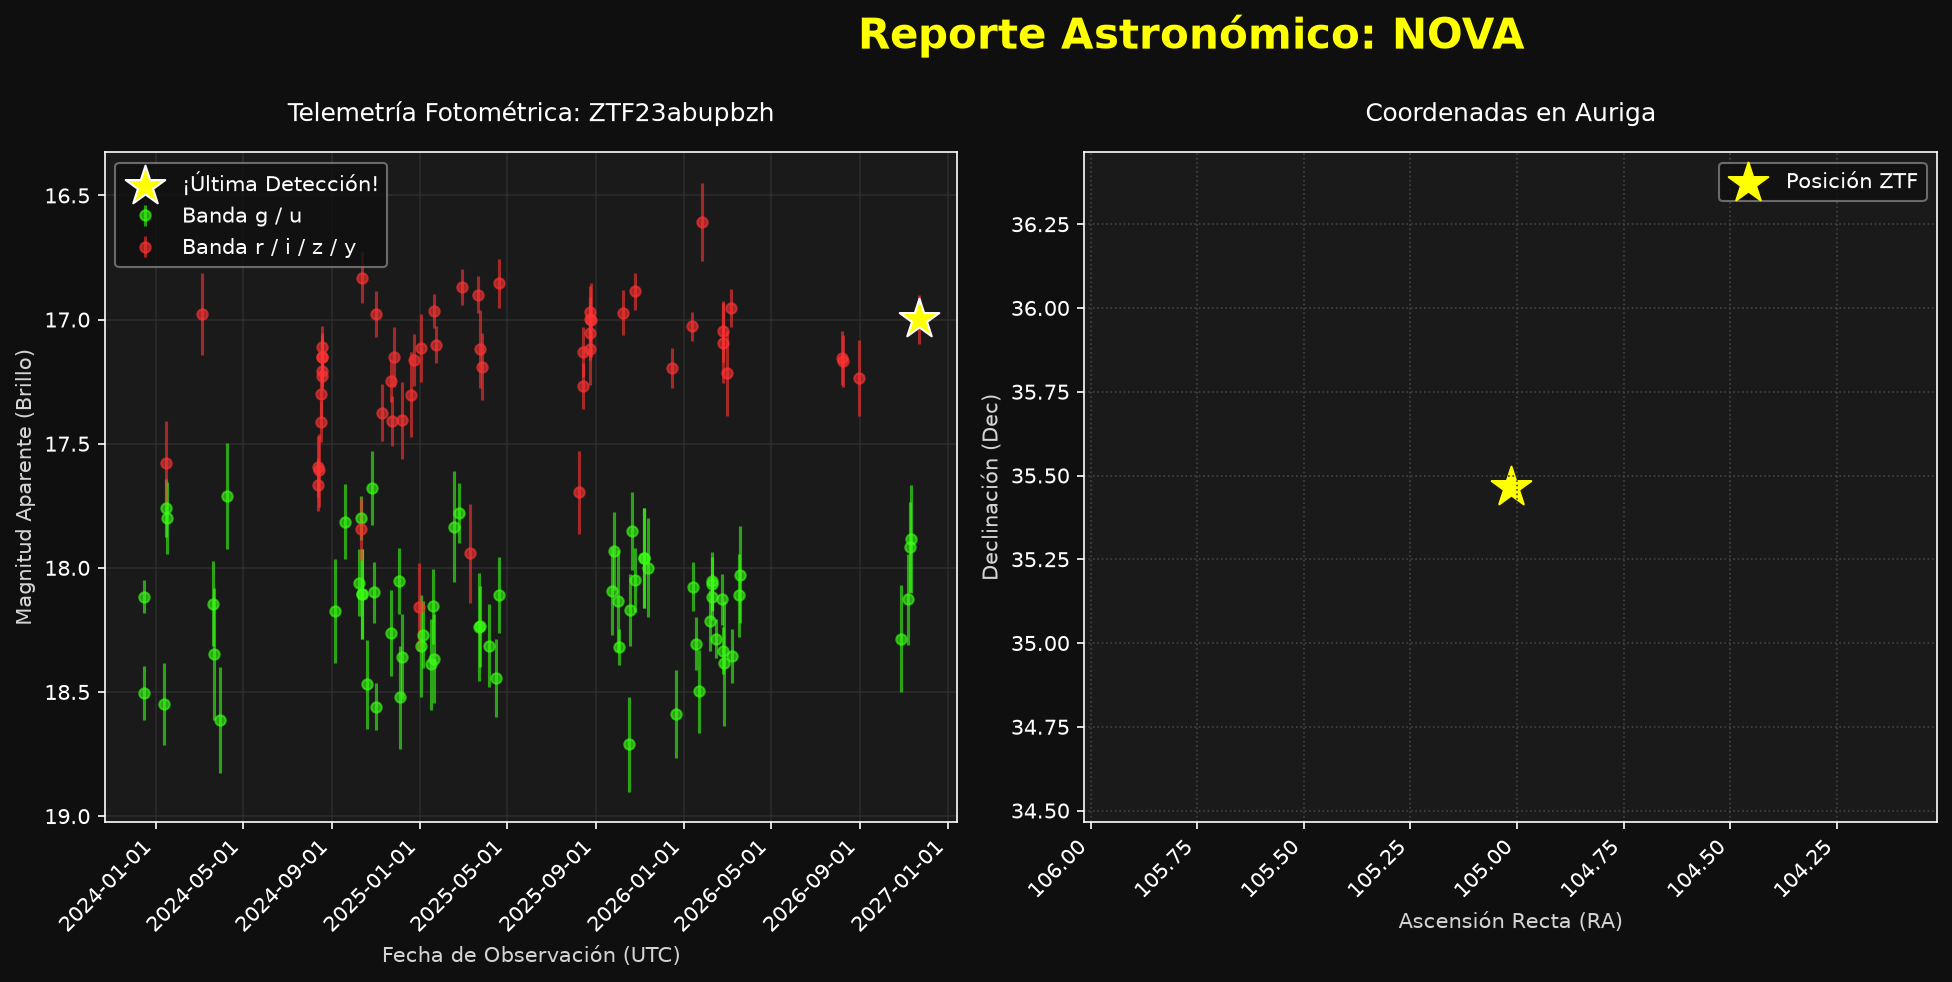 Reporte Astronómico: NOVA
Telemetría Fotométrica: ZTF23abupbzh
¡Última Detección!
Banda g / u
Banda r / i / z / y
16.5
17.0
17.5
18.0
18.5
19.0
Magnitud Aparente (Brillo)
2024-01-01
2024-05-01
2024-09-01
2025-01-01
2025-05-01
2025-09-01
2026-01-01
2026-05-01
2026-09-01
2027-01-01
Fecha de Observación (UTC)
Coordenadas en Auriga
Posición ZTF
36.25
36.00
35.75
35.50
35.25
35.00
34.75
34.50
Declinación (Dec)
106.00
105.75
105.50
105.25
105.00
104.75
104.50
104.25
Ascensión Recta (RA)